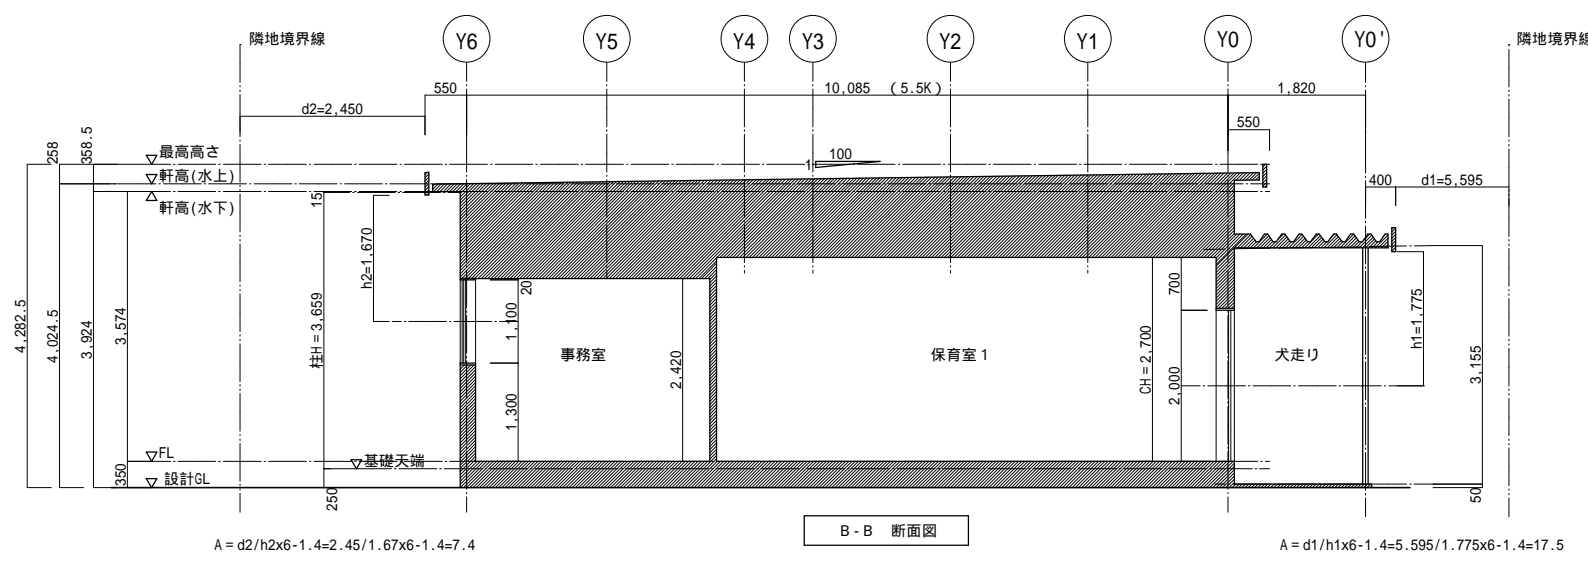 隣地境界線
Y6
Y5
Y4
Y3
Y2
Y1
Y0
Y0'
隣地境界線
550
10,085 (5.5K)
1,820
d2=2,450
550
258
358.5
最高高さ
軒高(水上)
軒高(水下)
1
100
400
d1=5,595
15
h2=1,670
20
1,100
700
h1=1,775
4,282.5
4,024.5
3,924
3,574
柱H=3,659
事務室
2,420
保育室1
CH=2,700
2,000
犬走り
3,155
1,300
FL
基礎天端
350
設計GL
250
50
B-B 断面図
A=d2/h2x6-1.4=2.45/1.67x6-1.4=7.4
A=d1/h1x6-1.4=5.595/1.775x6-1.4=17.5